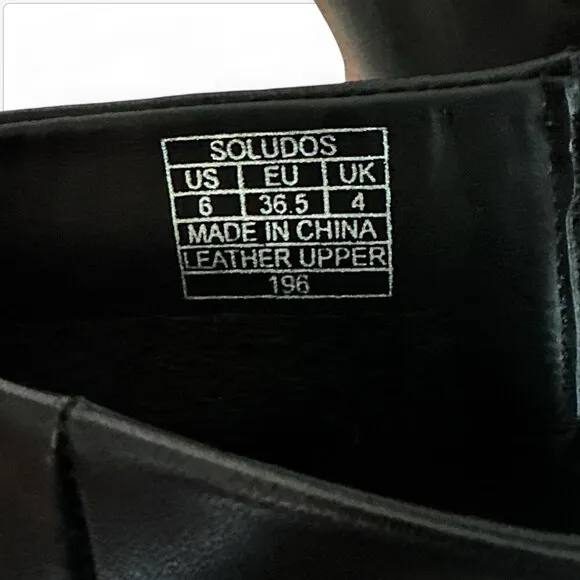 SOLUDOS
US EU UK
6 36.5 4
MADE IN CHINA
LEATHER UPPER
196